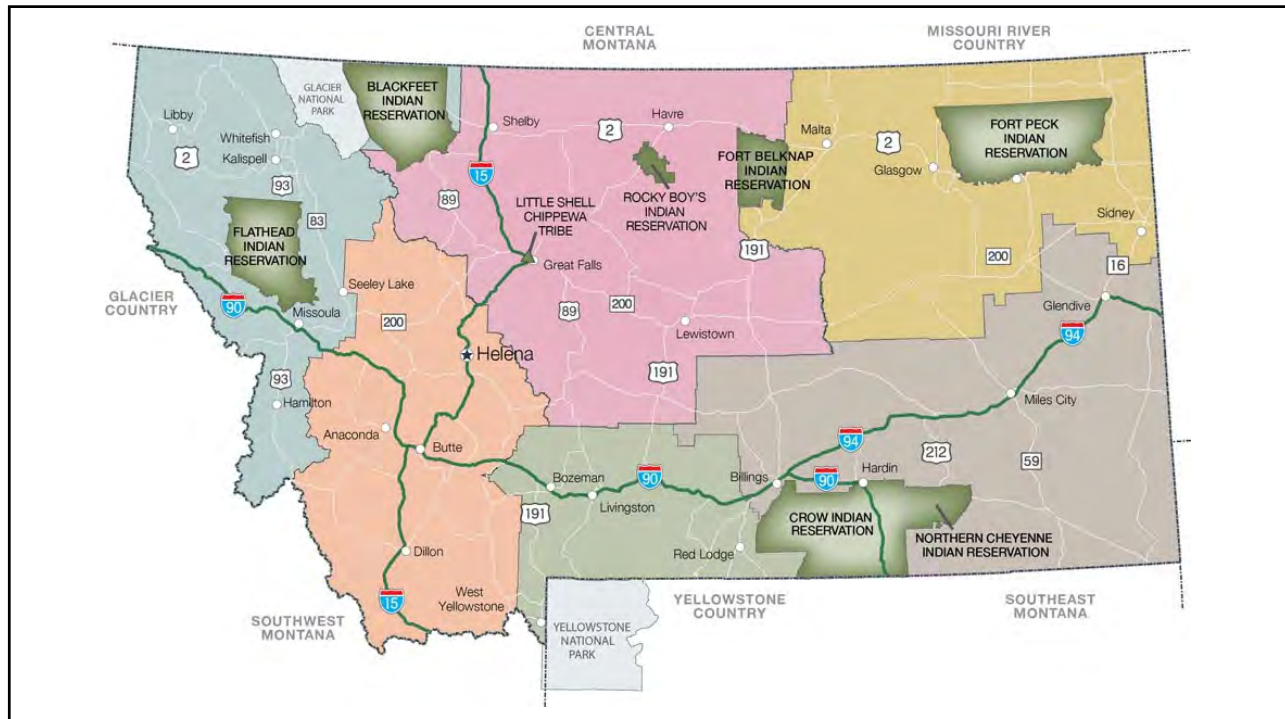 CENTRAL
MONTANA
MISSOURI RIVER
COUNTRY
GLACIER
NATIONAL
PARK
BLACKFEET
INDIAN
RESERVATION
Libby
Whitefish
Kalispell
2
93
83
Shelby
Havre
2
15
89
LITTLE SHELL
CHIPPEWA
TRIBE
ROCKY BOY'S
INDIAN
RESERVATION
FORT BELKNAP
INDIAN
RESERVATION
Malta
2
Glasgow
FORT PECK
INDIAN
RESERVATION
Sidney
FLATHEAD
INDIAN
RESERVATION
GLACIER
COUNTRY
90
Seeley Lake
Missoula
200
Great Falls
89
200
Lewistown
191
191
200
16
Glendive
94
Helena
93
Hamilton
Anaconda
Butte
Miles City
94
212
59
Bozeman
90
Livingston
191
Billings
90
Hardin
CROW INDIAN
RESERVATION
NORTHERN CHEYENNE
INDIAN RESERVATION
Red Lodge
Dillon
15
West
Yellowstone
SOUTHWEST
MONTANA
YELLOWSTONE
NATIONAL
PARK
YELLOWSTONE
COUNTRY
SOUTHEAST
MONTANA